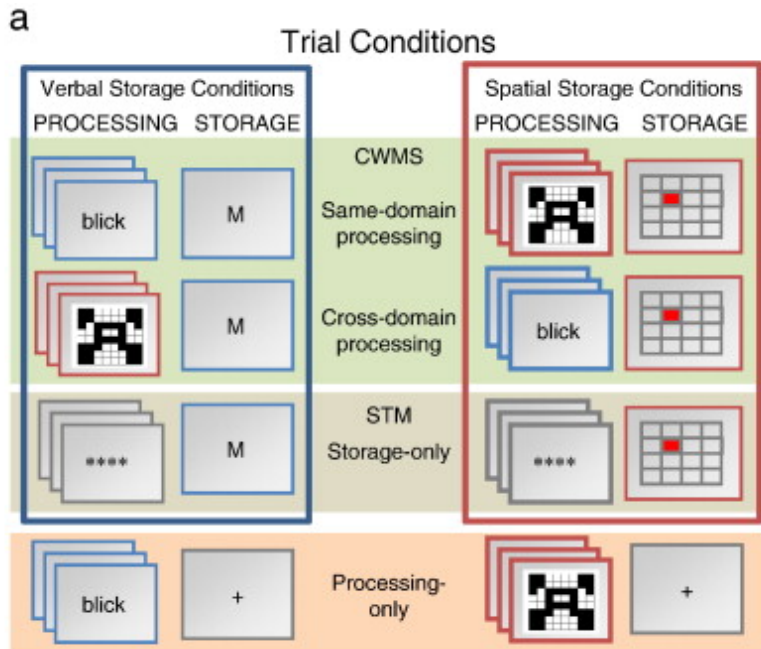 a
Trial Conditions
Verbal Storage Conditions
PROCESSING STORAGE
Spatial Storage Conditions
PROCESSING STORAGE
CWMS
blick
M
Same-domain
processing
M
Cross-domain
processing
blick
STM
****
M
Storage-only
****
blick
+
Processing-
only
+